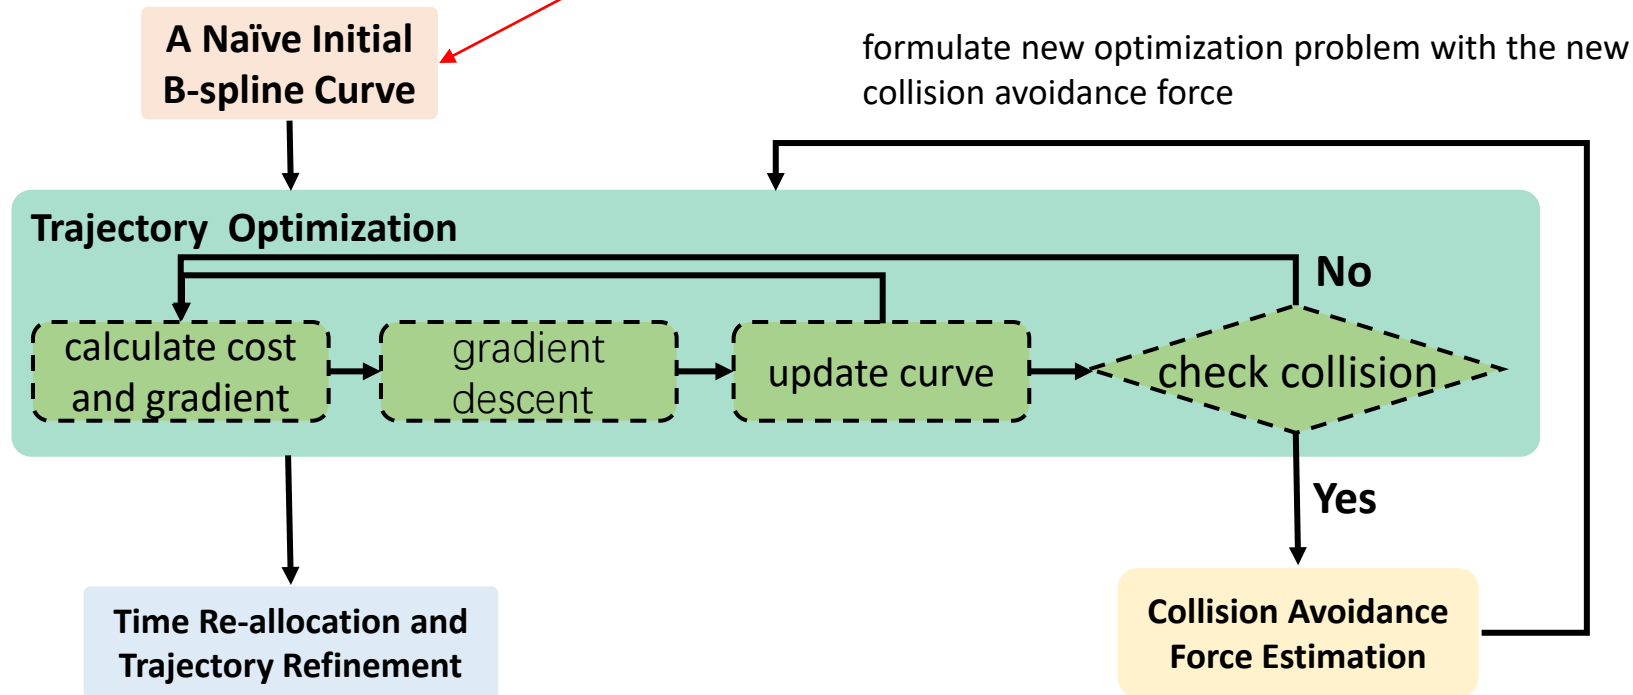 A Naïve Initial
B-spline Curve
formulate new optimization problem with the new
collision avoidance force
Trajectory Optimization
No
calculate cost
and gradient
gradient
descent
update curve
check collision
Yes
Time Re-allocation and
Trajectory Refinement
Collision Avoidance
Force Estimation